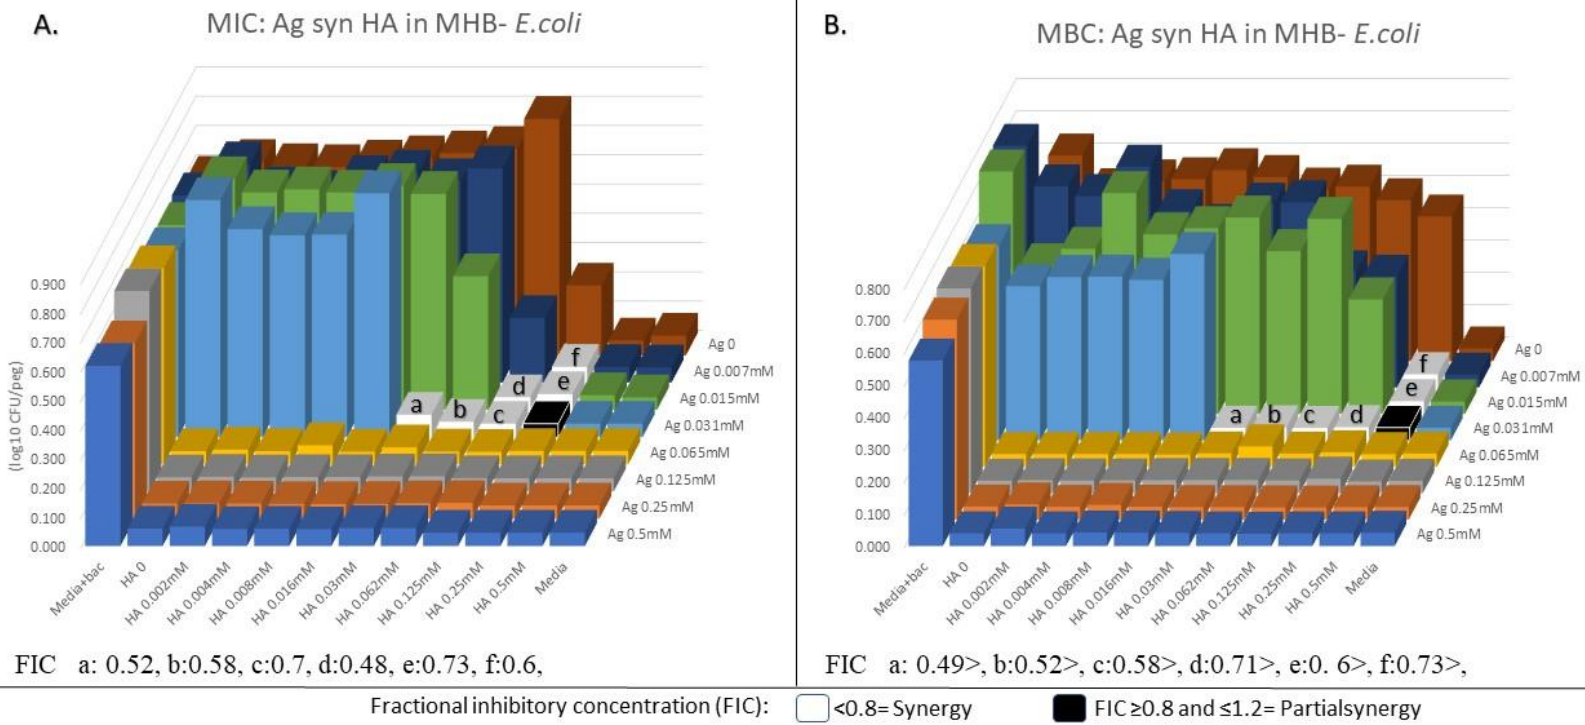 A.
MIC: Ag syn HA in MHB- E.coli
0.900
0.800
0.700
0.600
0.500
0.400
0.300
0.200
0.100
0.000
(log10 CFU/peg)
a
b
c
d
e
f
Ag 0
Ag 0.007mM
Ag 0.015mM
Ag 0.031mM
Ag 0.065mM
Ag 0.125mM
Ag 0.25mM
Ag 0.5mM
Media+bac
HA 0
HA 0.002mM
HA 0.004mM
HA 0.008mM
HA 0.016mM
HA 0.03mM
HA 0.062mM
HA 0.125mM
HA 0.25mM
HA 0.5mM
Media
FIC a: 0.52, b:0.58, c:0.7, d:0.48, e:0.73, f:0.6,
B.
MBC: Ag syn HA in MHB- E.coli
0.800
0.700
0.600
0.500
0.400
0.300
0.200
0.100
0.000
a
b
c
d
e
f
Ag 0
Ag 0.007mM
Ag 0.015mM
Ag 0.031mM
Ag 0.065mM
Ag 0.125mM
Ag 0.25mM
Ag 0.5mM
Media+bac
HA 0
HA 0.002mM
HA 0.004mM
HA 0.008mM
HA 0.016mM
HA 0.03mM
HA 0.062mM
HA 0.125mM
HA 0.25mM
HA 0.5mM
Media
FIC a: 0.49>, b:0.52>, c:0.58>, d:0.71>, e:0. 6>, f:0.73>,
Fractional inhibitory concentration (FIC): <0.8= Synergy FIC ≥0.8 and ≤1.2= Partialsynergy